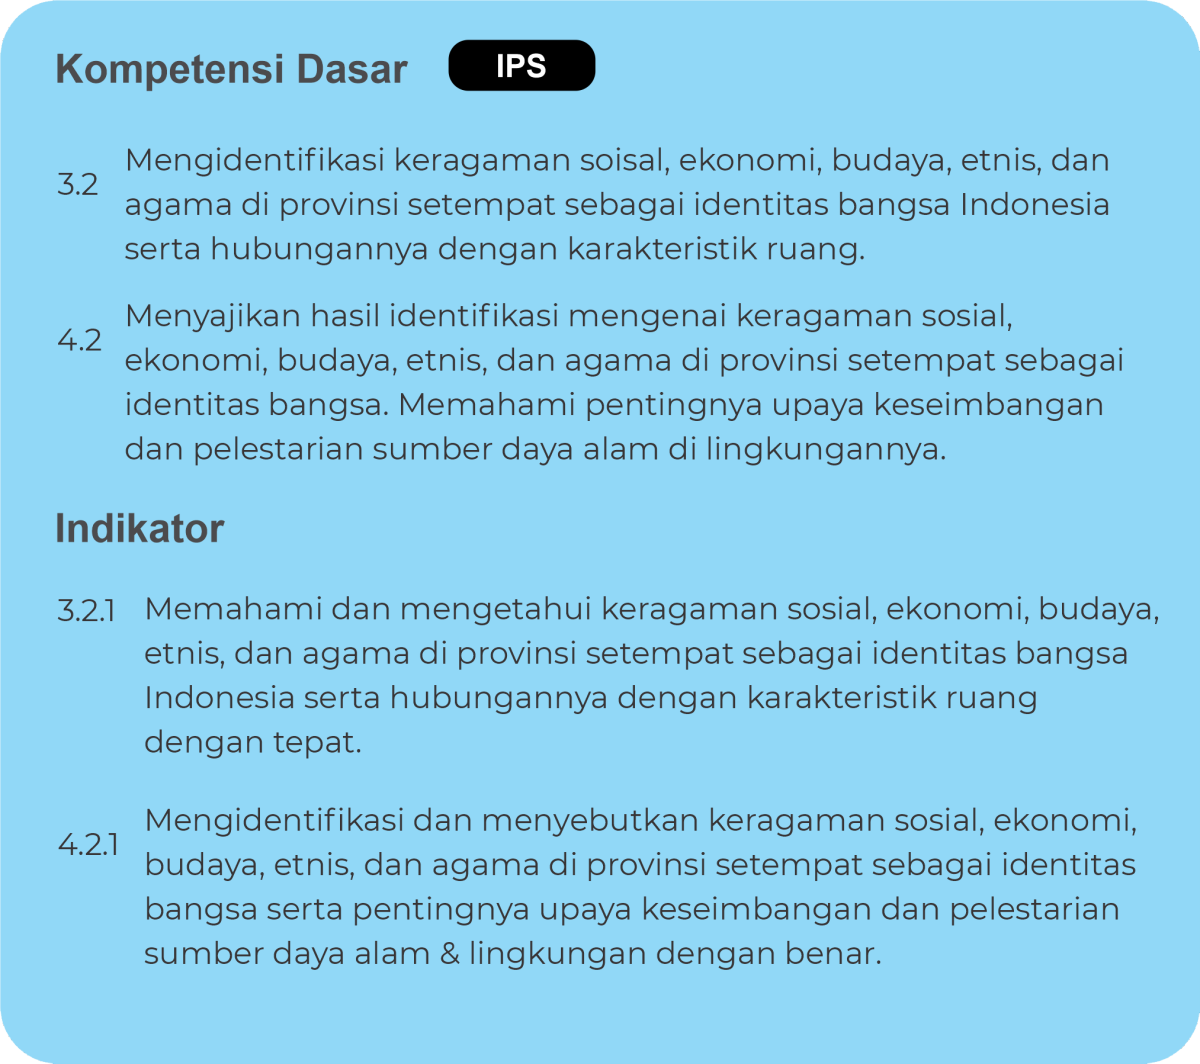 Kompetensi Dasar IPS
3.2 Mengidentifikasi keragaman soisal, ekonomi, budaya, etnis, dan
agama di provinsi setempat sebagai identitas bangsa Indonesia
serta hubungannya dengan karakteristik ruang.
4.2 Menyajikan hasil identifikasi mengenai keragaman sosial,
ekonomi, budaya, etnis, dan agama di provinsi setempat sebagai
identitas bangsa. Memahami pentingnya upaya keseimbangan
dan pelestarian sumber daya alam di lingkungannya.
Indikator
3.2.1 Memahami dan mengetahui keragaman sosial, ekonomi, budaya,
etnis, dan agama di provinsi setempat sebagai identitas bangsa
Indonesia serta hubungannya dengan karakteristik ruang
dengan tepat.
4.2.1 Mengidentifikasi dan menyebutkan keragaman sosial, ekonomi,
budaya, etnis, dan agama di provinsi setempat sebagai identitas
bangsa serta pentingnya upaya keseimbangan dan pelestarian
sumber daya alam & lingkungan dengan benar.